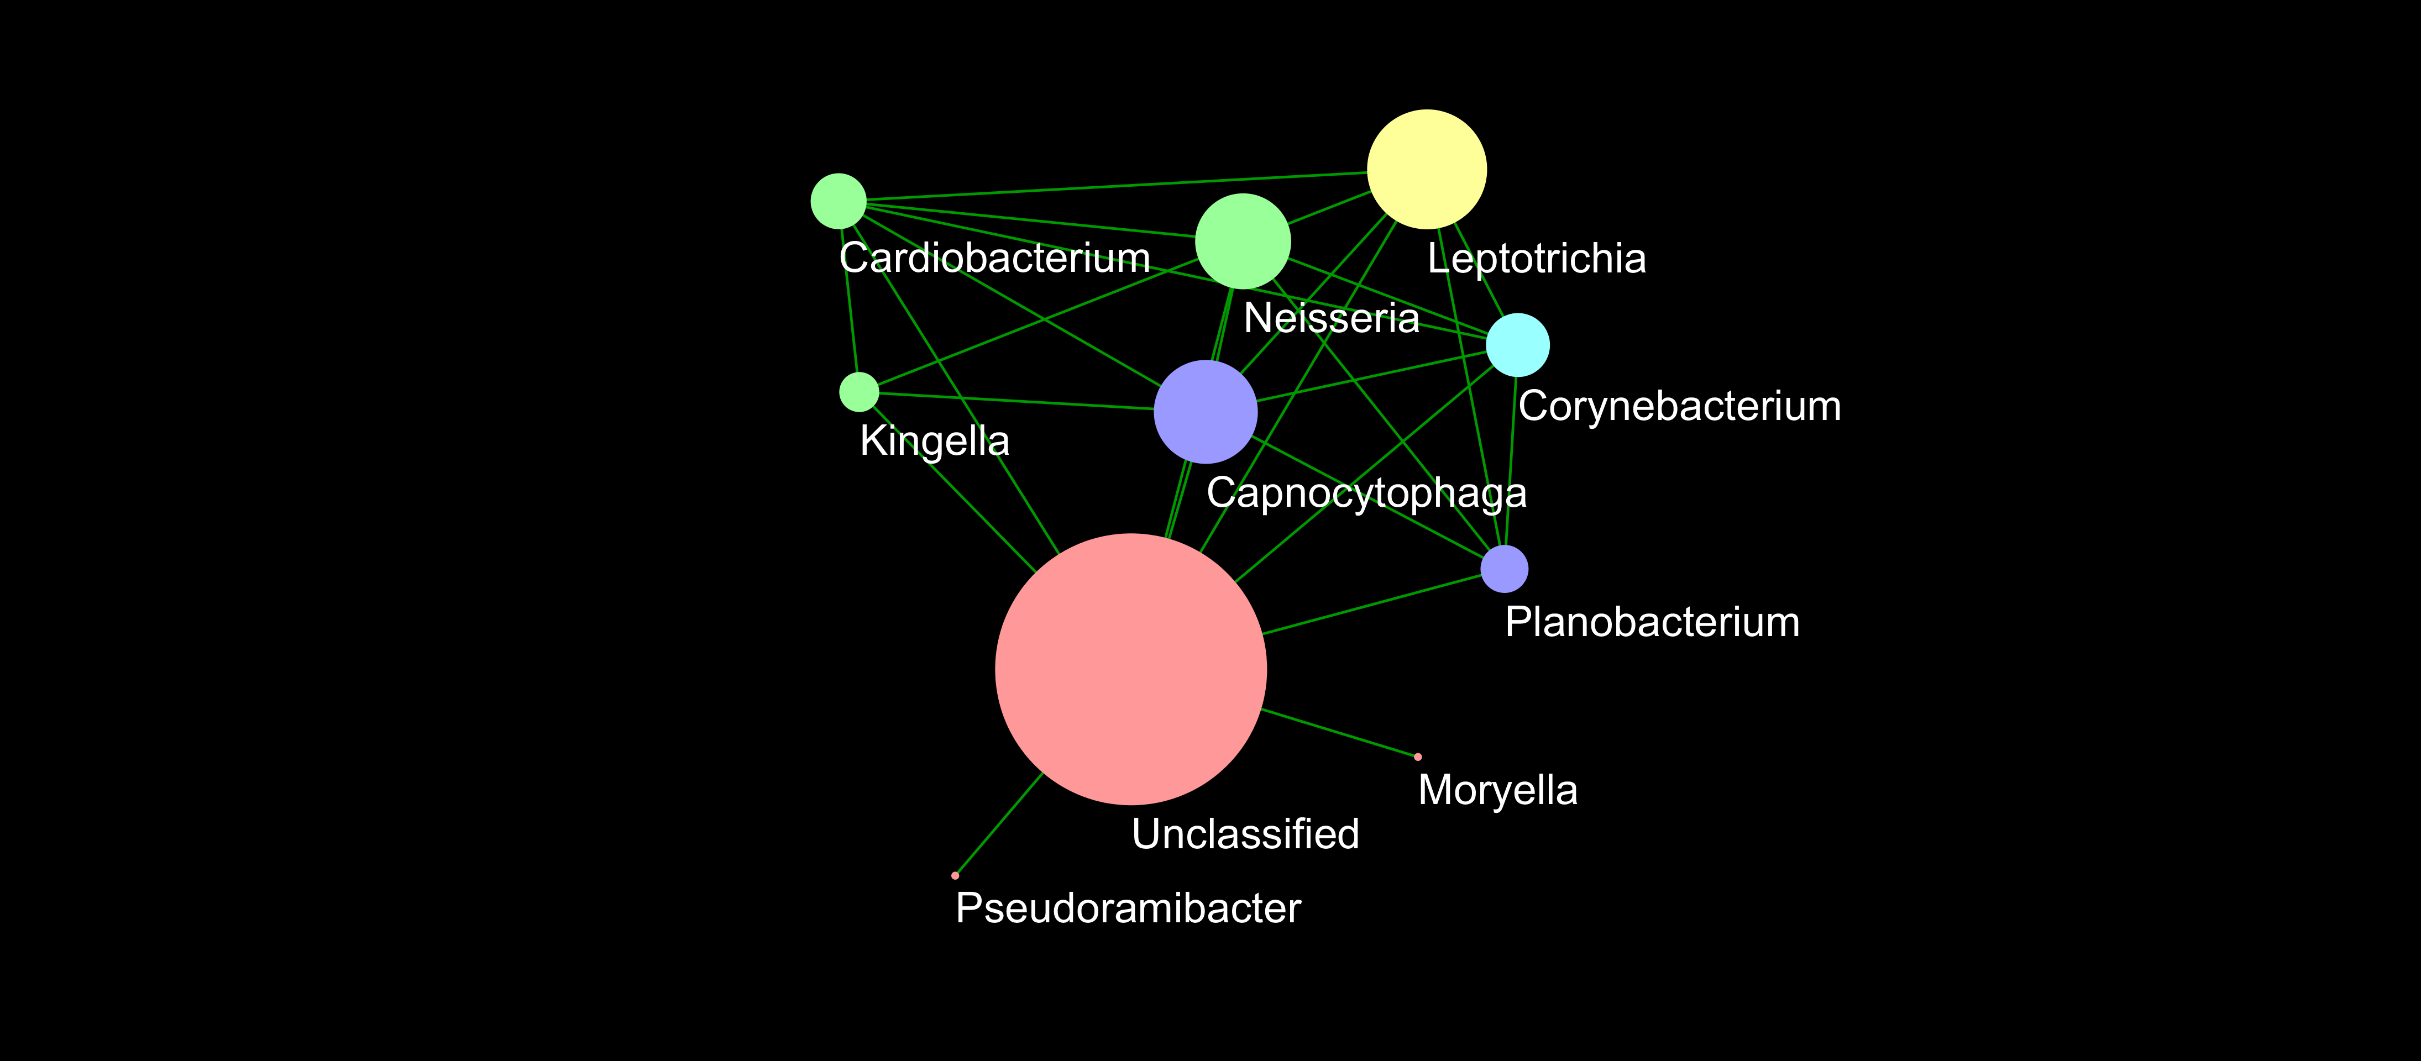 Cardiobacterium
Leptotrichia
Neisseria
Corynebacterium
Kingella
Capnocytophaga
Planobacterium
Moryella
Unclassified
Pseudoramibacter